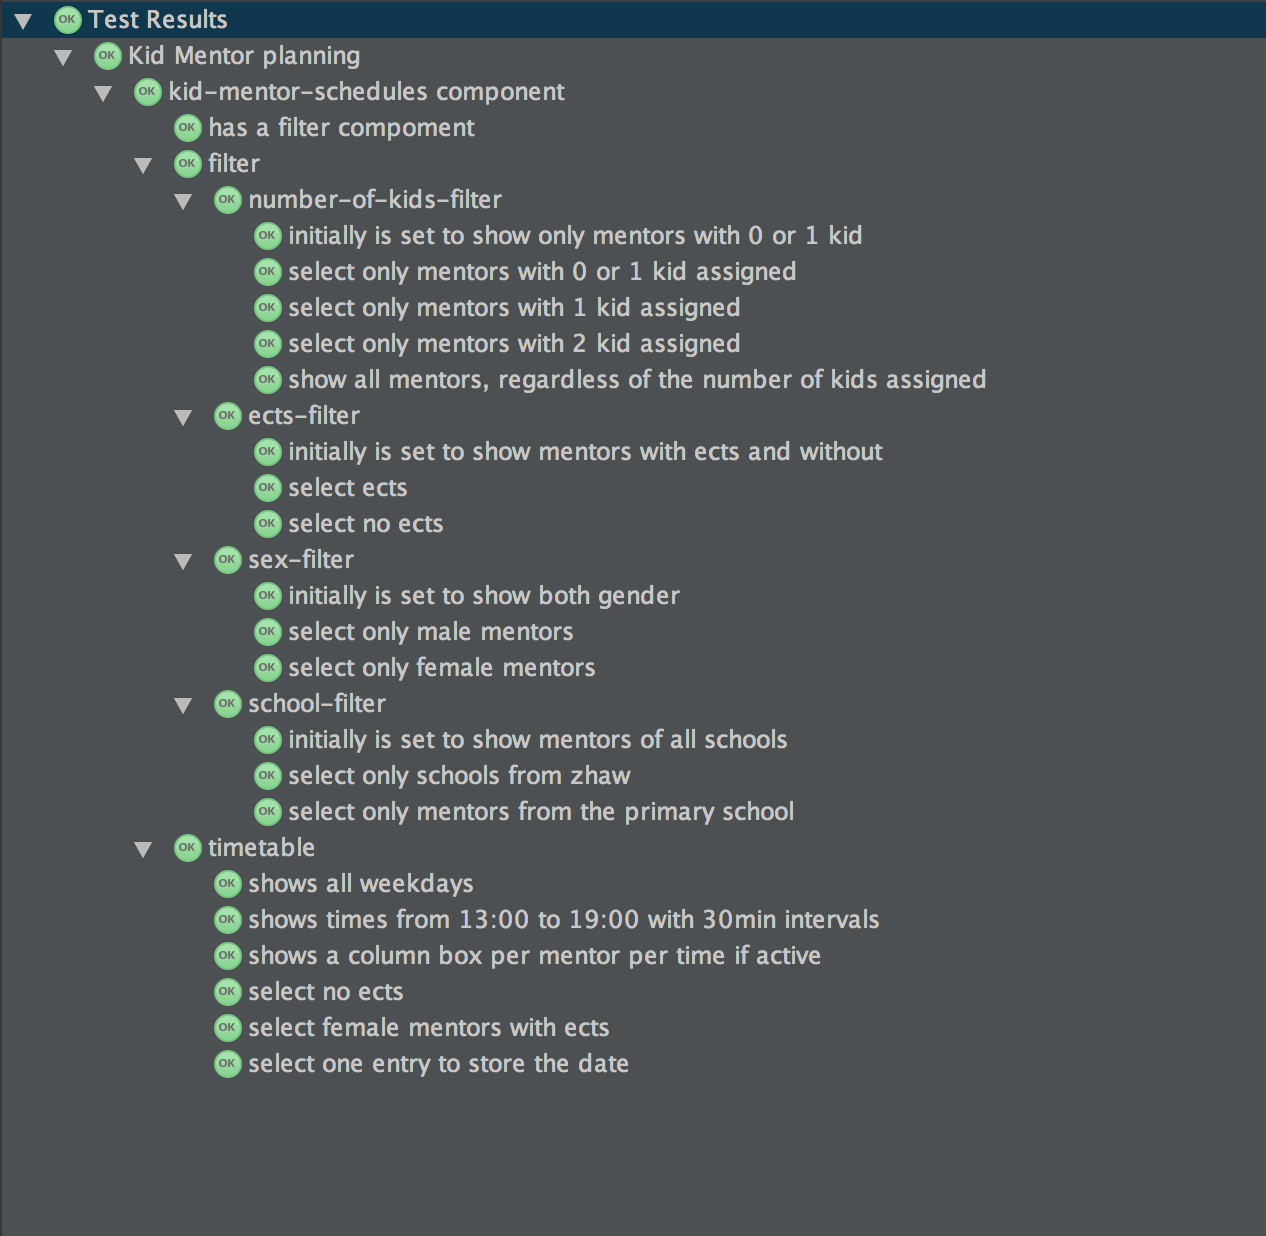 OK Test Results
OK Kid Mentor planning
OK kid-mentor-schedules component
OK has a filter compoment
OK filter
OK number-of-kids-filter
OK initially is set to show only mentors with 0 or 1 kid
OK select only mentors with 0 or 1 kid assigned
OK select only mentors with 1 kid assigned
OK select only mentors with 2 kid assigned
OK show all mentors, regardless of the number of kids assigned
OK ects-filter
OK initially is set to show mentors with ects and without
OK select ects
OK select no ects
OK sex-filter
OK initially is set to show both gender
OK select only male mentors
OK select only female mentors
OK school-filter
OK initially is set to show mentors of all schools
OK select only schools from zhaw
OK select only mentors from the primary school
OK timetable
OK shows all weekdays
OK shows times from 13:00 to 19:00 with 30min intervals
OK shows a column box per mentor per time if active
OK select no ects
OK select female mentors with ects
OK select one entry to store the date